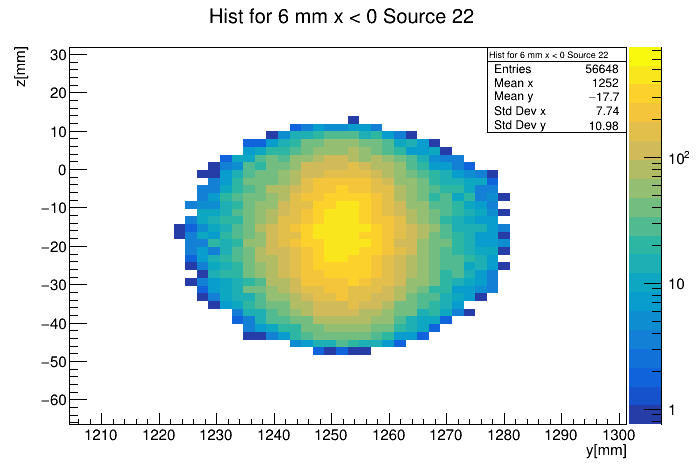 Hist for 6 mm x < 0 Source 22
z[mm]
30
20
10
0
−10
−20
−30
−40
−50
−60
Hist for 6 mm x < 0 Source 22
Entries 56648
Mean x 1252
Mean y −17.7
Std Dev x 7.74
Std Dev y 10.98
10²
10
1
1210 1220 1230 1240 1250 1260 1270 1280 1290 1300
y[mm]